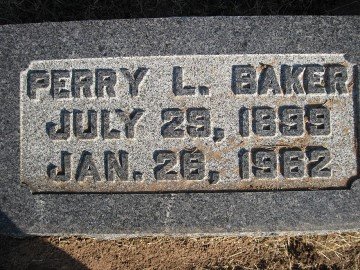 PERRY L. BAKER
JULY 29, 1899
JAN. 26, 1962